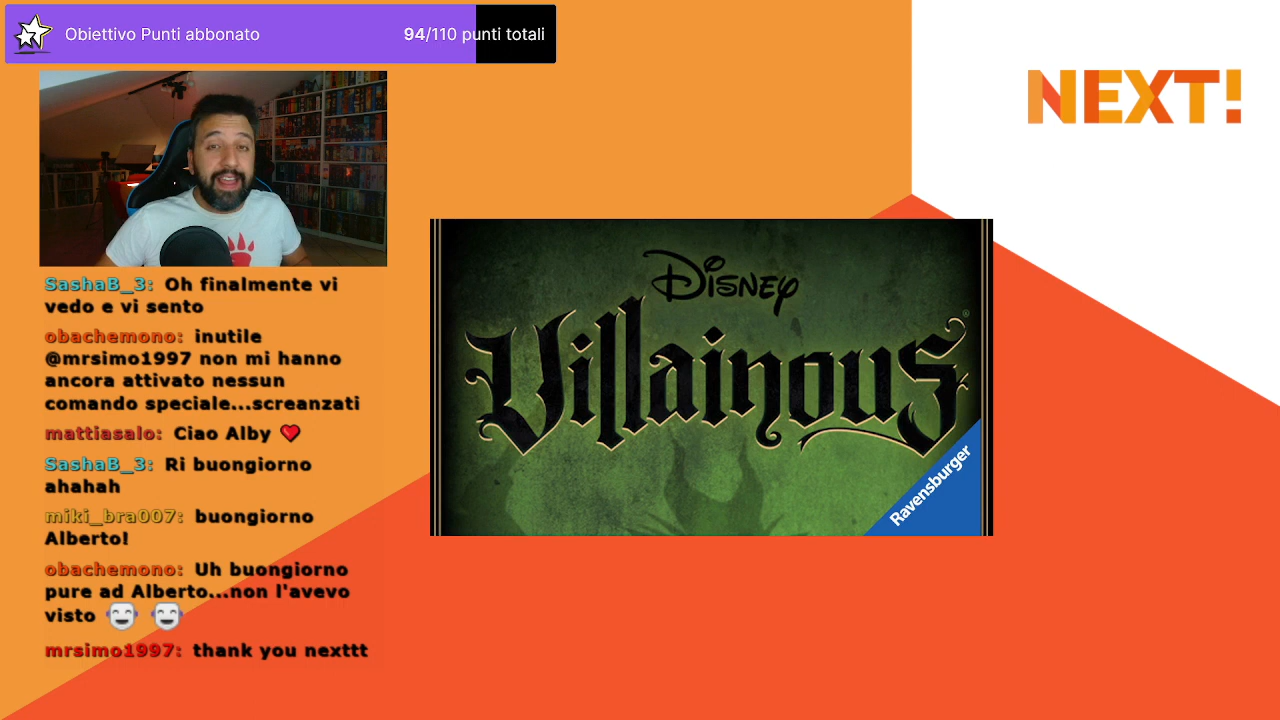 Obiettivo Punti abbonato 94/110 punti totali
NEXT!
SashaB_3: Oh finalmente vi
vedo e vi sento
obachemono: inutile
@mrsimo1997 non mi hanno
ancora attivato nessun
comando speciale...screanzati
mattiasalo: Ciao Alby ❤️
SashaB_3: Ri buongiorno
ahahah
miki_bra007: buongiorno
Alberto!
obachemono: Uh buongiorno
pure ad Alberto...non l'avevo
visto
mrsimo1997: thank you nexttt
Disney
Villainous®
Ravensburger